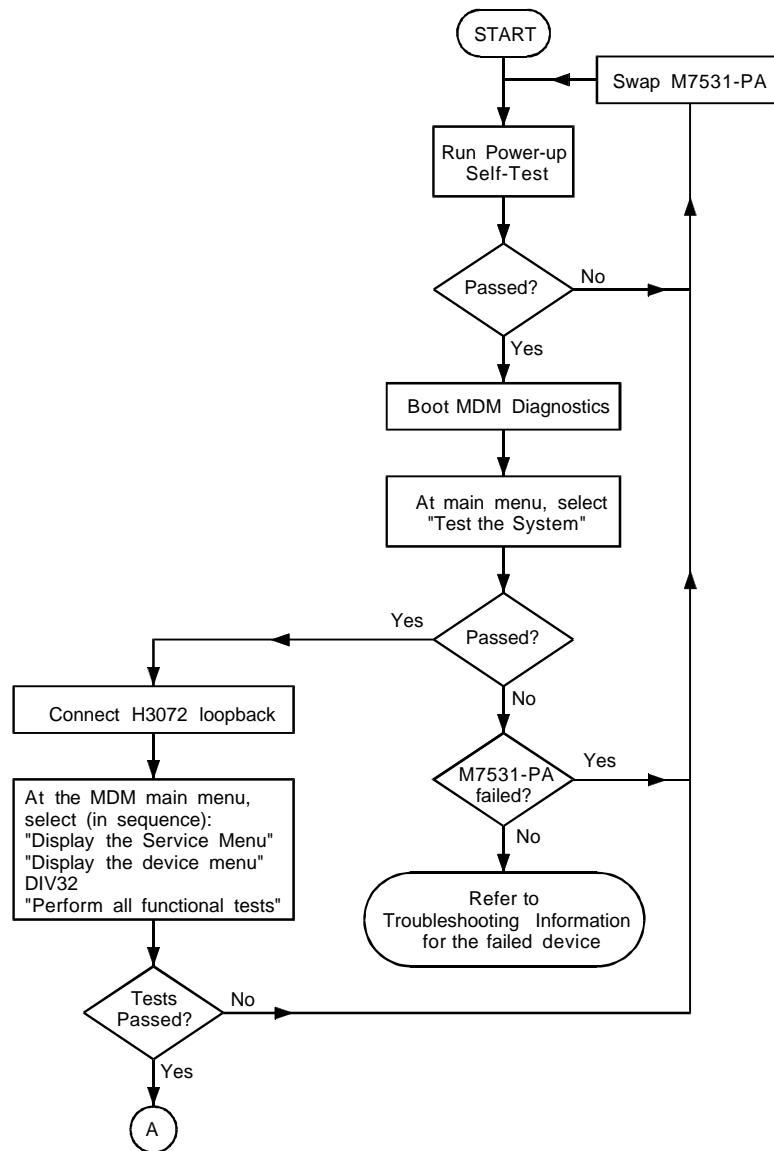 START
Swap M7531-PA
Run Power-up
Self-Test
Passed?
No
Yes
Boot MDM Diagnostics
At main menu, select
"Test the System"
Yes
Passed?
No
Connect H3072 loopback
M7531-PA
failed?
Yes
No
At the MDM main menu,
select (in sequence):
"Display the Service Menu"
"Display the device menu"
DIV32
"Perform all functional tests"
Refer to
Troubleshooting Information
for the failed device
Tests
Passed?
No
Yes
A